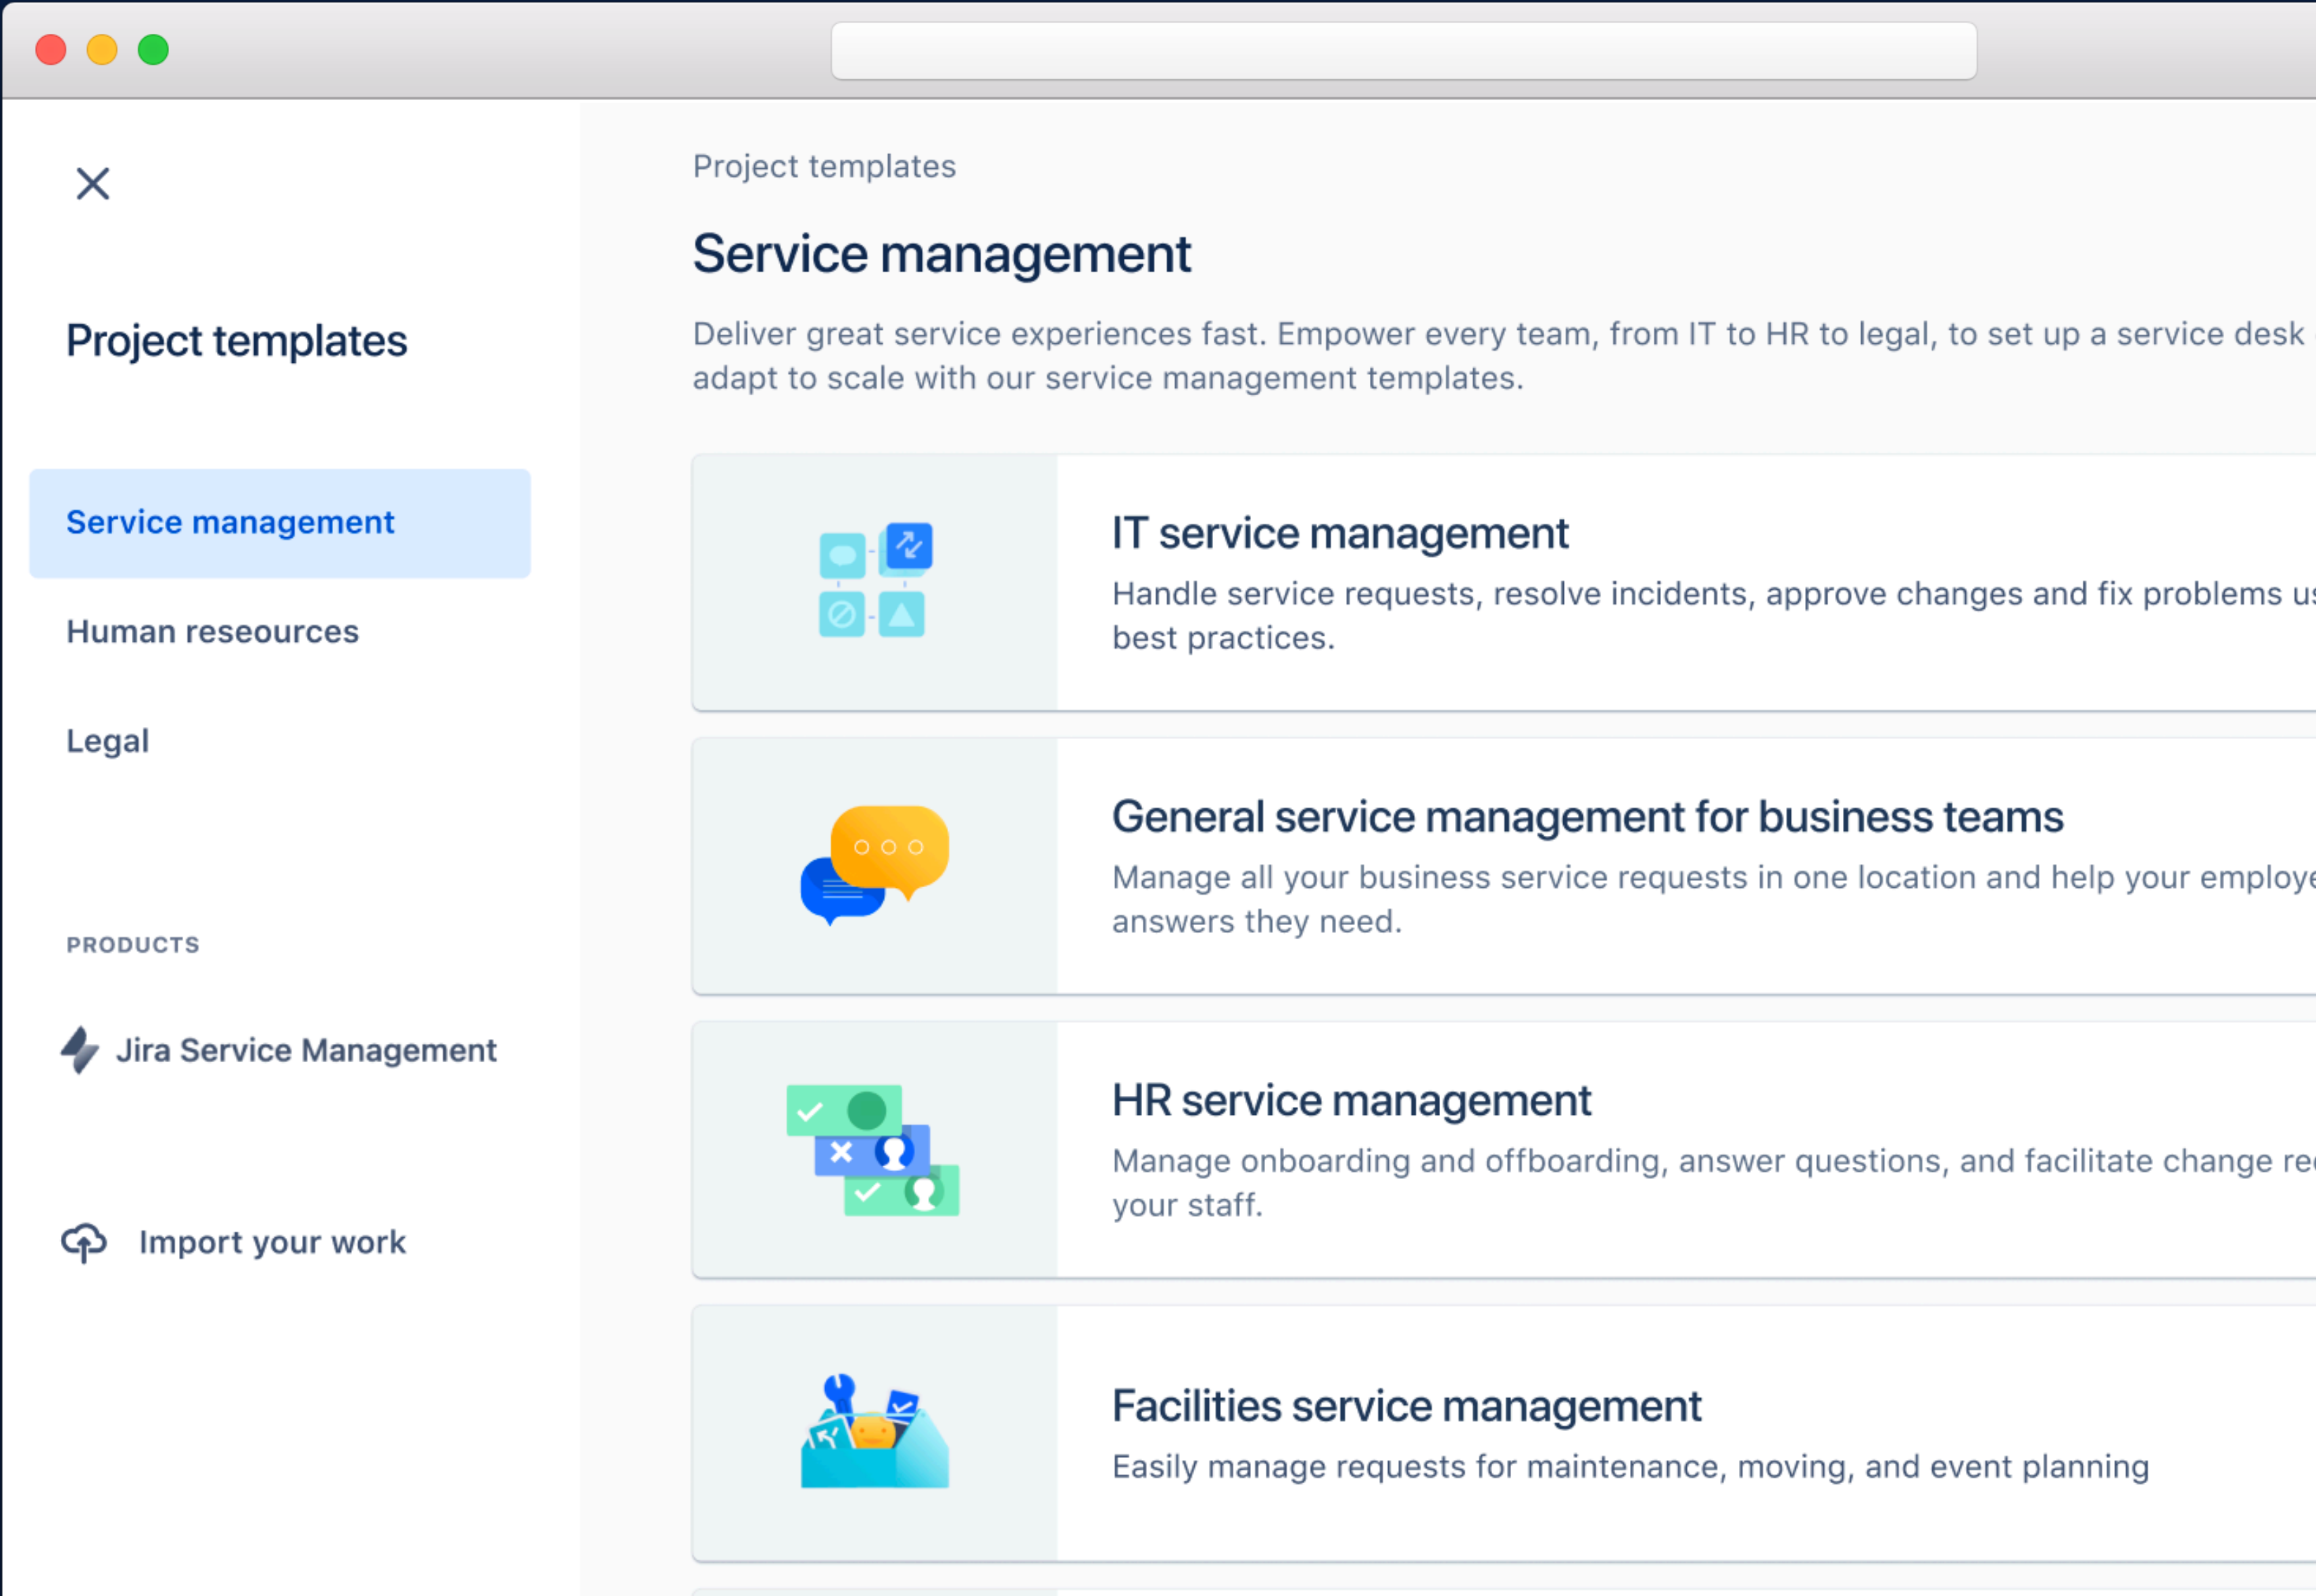 Project templates
Service management
Human reseources
Legal
PRODUCTS
Jira Service Management
Import your work
Project templates
Service management
Deliver great service experiences fast. Empower every team, from IT to HR to legal, to set up a service desk
adapt to scale with our service management templates.
IT service management
Handle service requests, resolve incidents, approve changes and fix problems
best practices.
General service management for business teams
Manage all your business service requests in one location and help your
answers they need.
HR service management
Manage onboarding and offboarding, answer questions, and facilitate change
your staff.
Facilities service management
Easily manage requests for maintenance, moving, and event planning